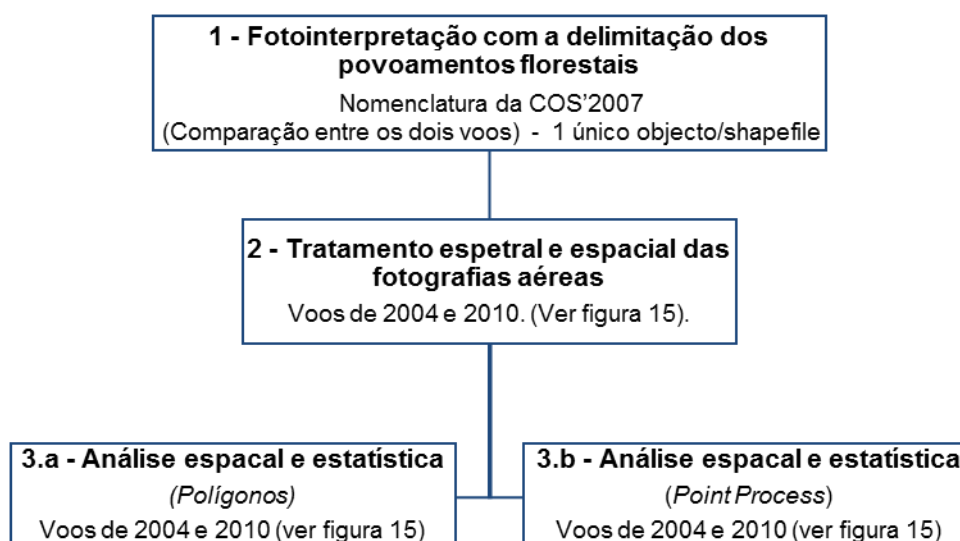 1 - Fotointerpretação com a delimitação dos
povoamentos florestais
Nomenclatura da COS'2007
(Comparação entre os dois voos) - 1 único objecto/shapefile
2 - Tratamento espetral e espacial das
fotografias aéreas
Voos de 2004 e 2010. (Ver figura 15).
3.a - Análise espacal e estatística
(Polígonos)
Voos de 2004 e 2010 (ver figura 15)
3.b - Análise espacal e estatística
(Point Process)
Voos de 2004 e 2010 (ver figura 15)